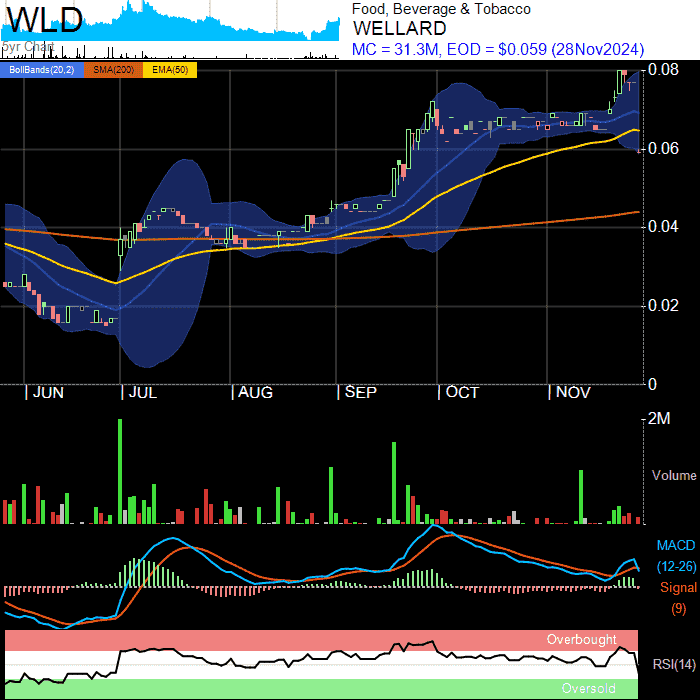 WLD
5yr Chart
Food, Beverage & Tobacco
WELLARD
MC = 31.3M, EOD = $0.059 (28Nov2024)
BollBands(20,2) SMA(200) EMA(50)
0.08
0.06
0.04
0.02
0
JUN JUL AUG SEP OCT NOV
2M
Volume
MACD
(12-26)
Signal
(9)
Overbought
RSI(14)
Oversold